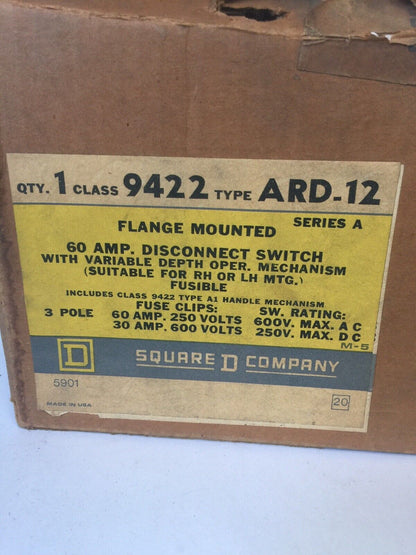 QTY. 1 CLASS 9422 TYPE ARD-12
SERIES A
FLANGE MOUNTED
60 AMP. DISCONNECT SWITCH
WITH VARIABLE DEPTH OPER. MECHANISM
(SUITABLE FOR RH OR LH MTG.)
FUSIBLE
INCLUDES CLASS 9422 TYPE A1 HANDLE MECHANISM
FUSE CLIPS: SW. RATING:
3 POLE 60 AMP. 250 VOLTS 600V. MAX. A C
30 AMP. 600 VOLTS 250V. MAX. D C
M-5
D SQUARE D COMPANY
5901
MADE IN USA
20